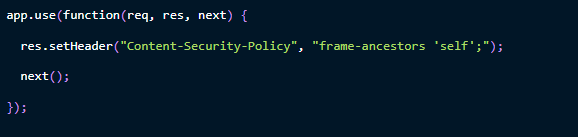 app.use(function(req, res, next) {
res.setHeader("Content-Security-Policy", "frame-ancestors 'self';");
next();
});